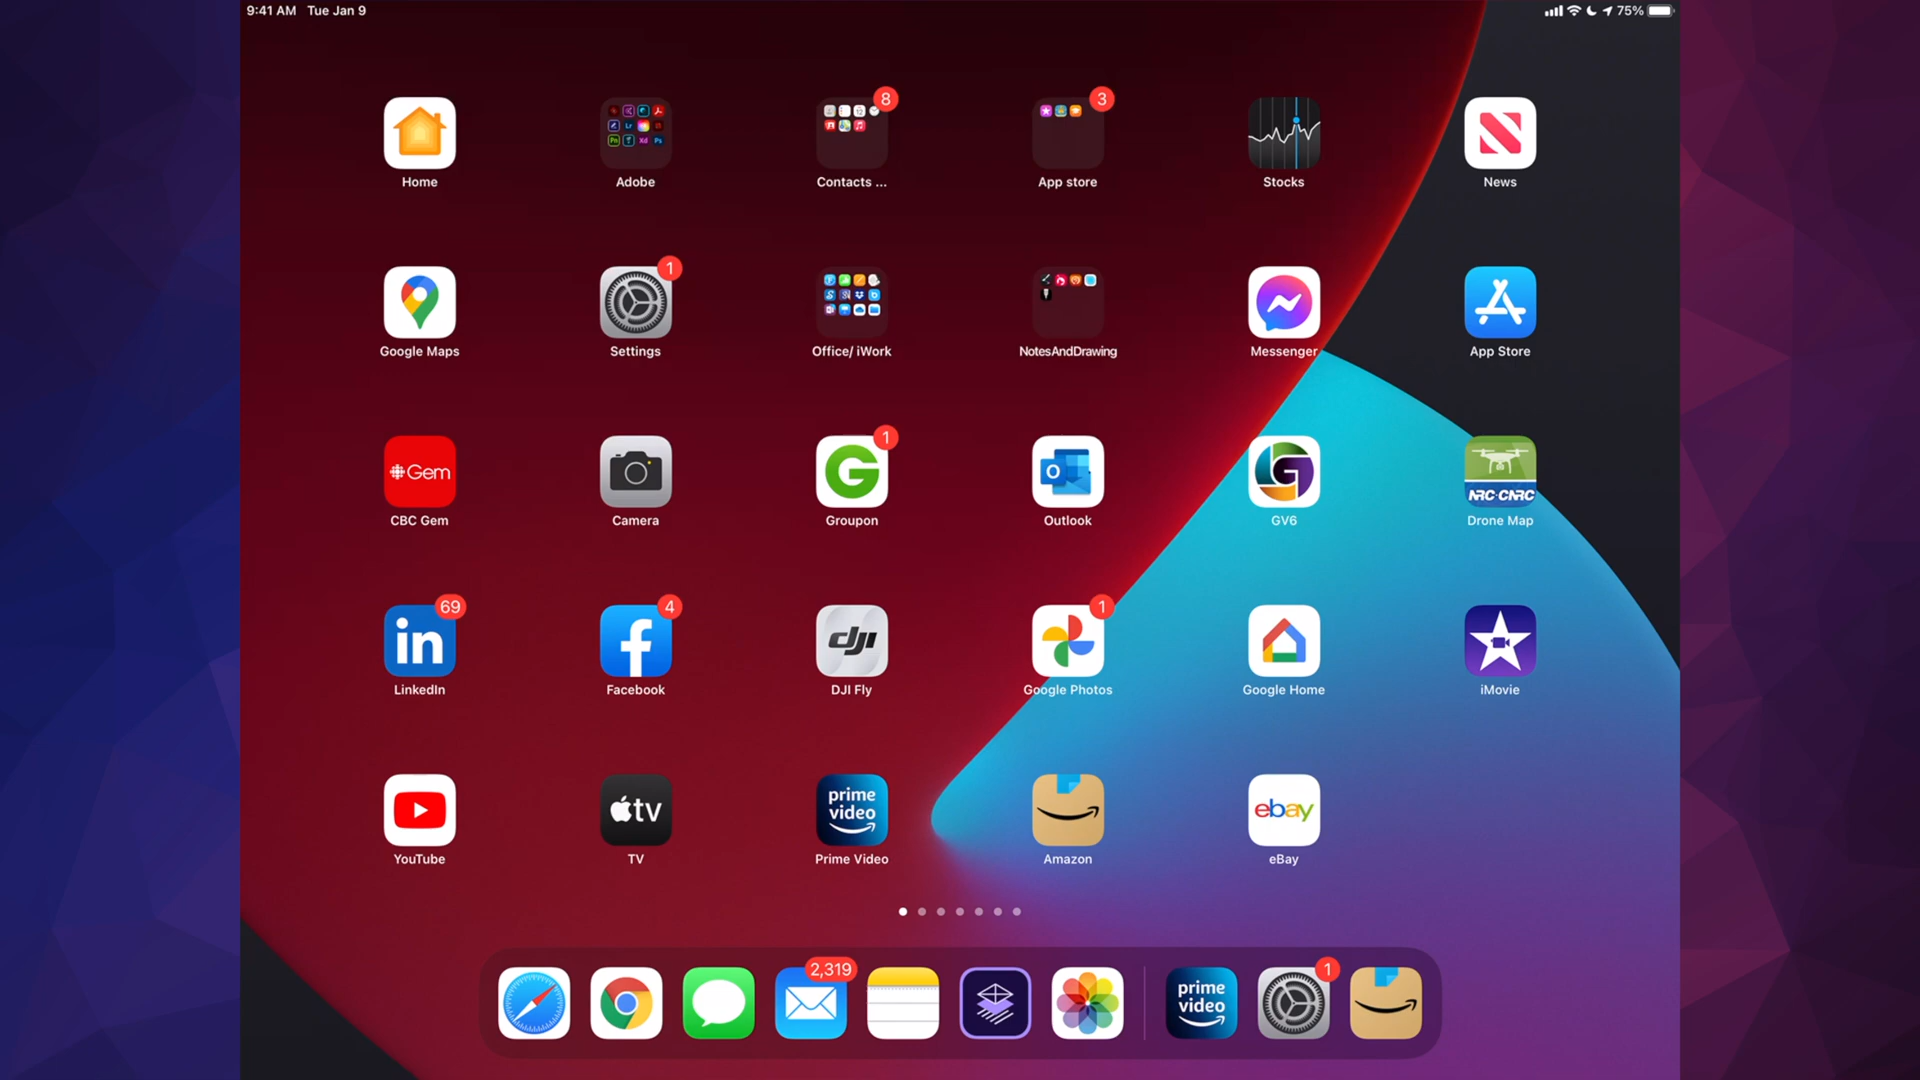 9:41 AM Tue Jan 9
75%
8
3
Home
Adobe
Contacts ...
App store
Stocks
News
1
Google Maps
Settings
Office/ iWork
NotesAndDrawing
Messenger
App Store
Gem
1
G
O
NRC·CNRC
CBC Gem
Camera
Groupon
Outlook
GV6
Drone Map
69
4
1
in
f
dji
LinkedIn
Facebook
DJI Fly
Google Photos
Google Home
iMovie
tv
prime video
ebay
YouTube
TV
Prime Video
Amazon
eBay
2,319
1
prime video